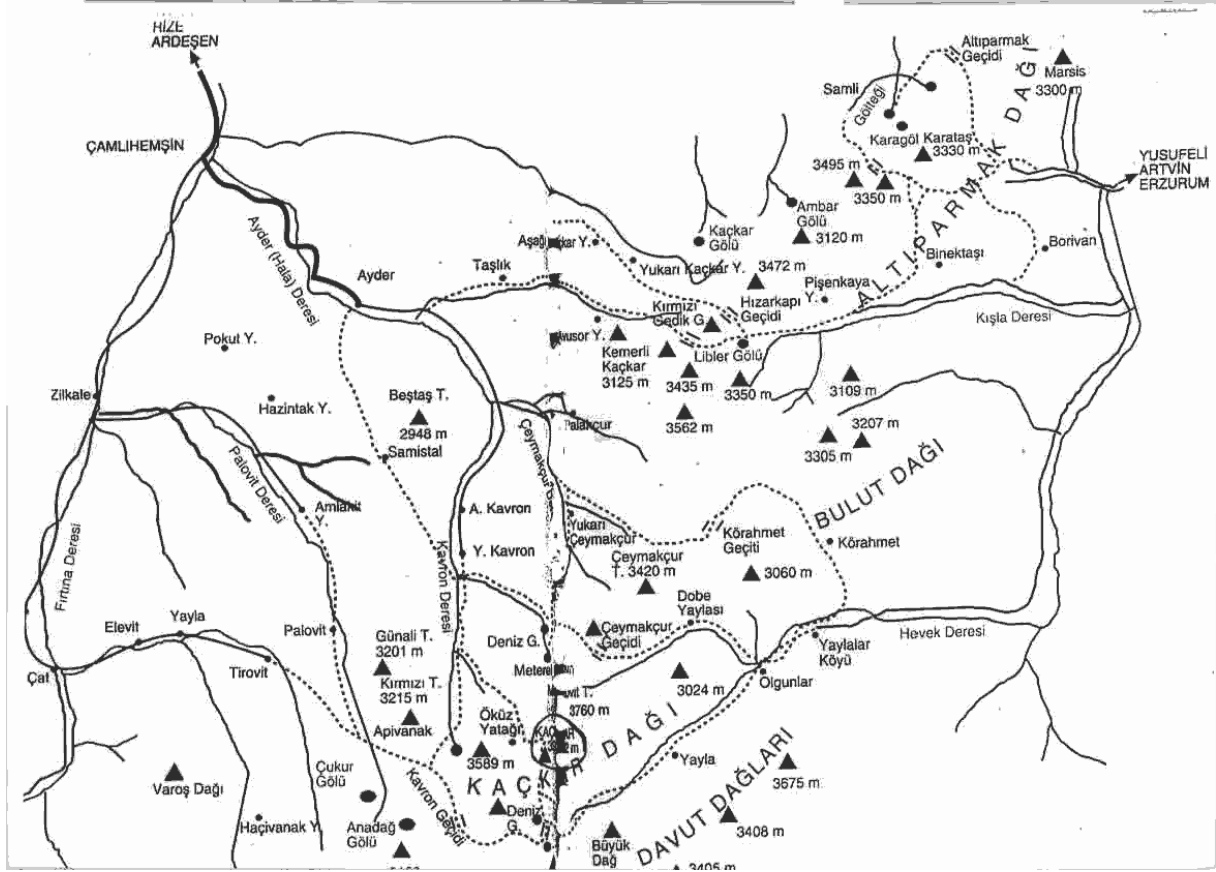 RİZE
ARDEŞEN
Altıparmak
Geçidi
Marsis
3300 m
Samli
Gölteği
ÇAMLIHEMŞİN
Karagöl Karataş
3330 m
YUSUFELİ
ARTVİN
ERZURUM
3495 m
3350 m
ALTIPARMAK DAĞI
Ayder (Hala) Deresi
Ambar
Gölü
3120 m
Kaçkar
Gölü
Borivan
Binektaşı
Yukarı Kaçkar Y.
Taşlık
Ayder
3472 m
Pişenkaya
Y.
Hızarkapı
Geçidi
Kırmızı
Gedik G.
Kışla Deresi
Pokut Y.
Kemerli
Kaçkar
3125 m
Libler Gölü
3435 m
3350 m
3109 m
Zilkale
Hazintak Y.
Beştaş T.
2948 m
Samistal
3562 m
3207 m
3305 m
Palovit Deresi
Amlakit
Y.
Çeymakçur
BULUT DAĞI
A. Kavron
Y. Kavron
Kavron Deresi
Yukarı
Çeymakçur
Çeymakçur
T. 3420 m
Körahmet
Geçiti
3060 m
Körahmet
Fırtına Deresi
Dobe
Yaylası
Elevit
Yayla
Palovit
Günali T.
3201 m
Deniz G.
Çeymakçur
Geçidi
Yaylalar
Köyü
Hevek Deresi
Çat
Tirovit
Kırmızı T.
3215 m
3024 m
Olgunlar
3760 m
Apivanak
Öküz
Yatağı
3589 m
KAÇKAR DAĞI
Yayla
3675 m
Varoş Dağı
Çukur
Gölü
Kavron Geçidi
Deniz
G.
Haçivanak Y.
Anadağ
Gölü
Büyük
Dağ
3408 m
DAVUT DAĞLARI
3405 m